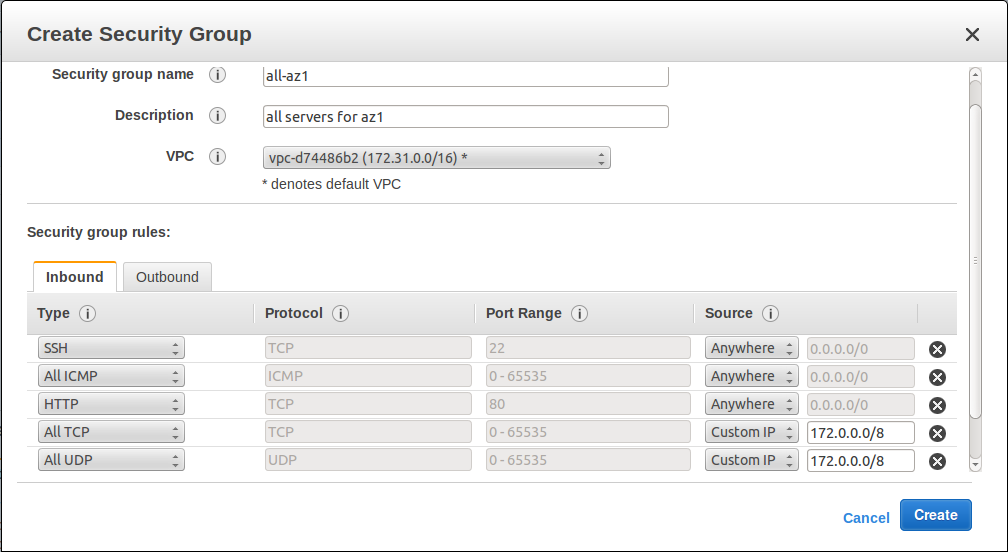 Create Security Group
Security group name i all-az1
Description i all servers for az1
VPC i vpc-d74486b2 (172.31.0.0/16) *
* denotes default VPC
Security group rules:
Inbound Outbound
Type i Protocol i Port Range i Source i
SSH TCP 22 Anywhere 0.0.0.0/0
All ICMP ICMP 0 - 65535 Anywhere 0.0.0.0/0
HTTP TCP 80 Anywhere 0.0.0.0/0
All TCP TCP 0 - 65535 Custom IP 172.0.0.0/8
All UDP UDP 0 - 65535 Custom IP 172.0.0.0/8
Cancel Create